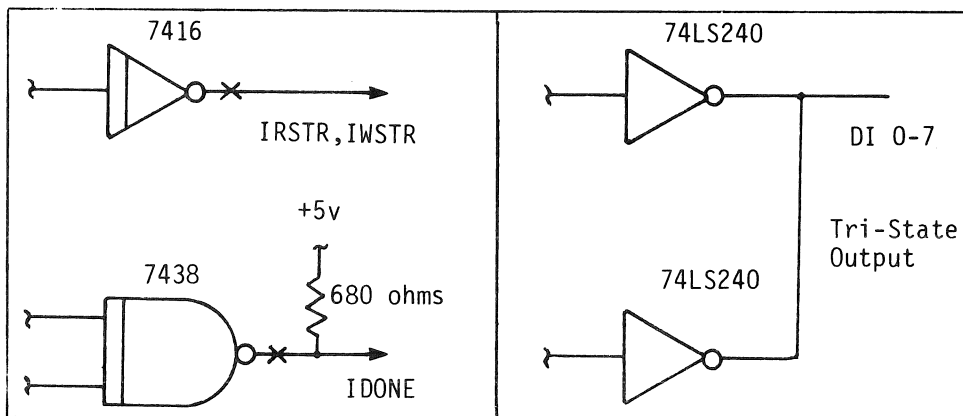 7416
IRSTR,IWSTR
+5v
7438
680 ohms
IDONE
74LS240
DI 0-7
Tri-State
Output
74LS240